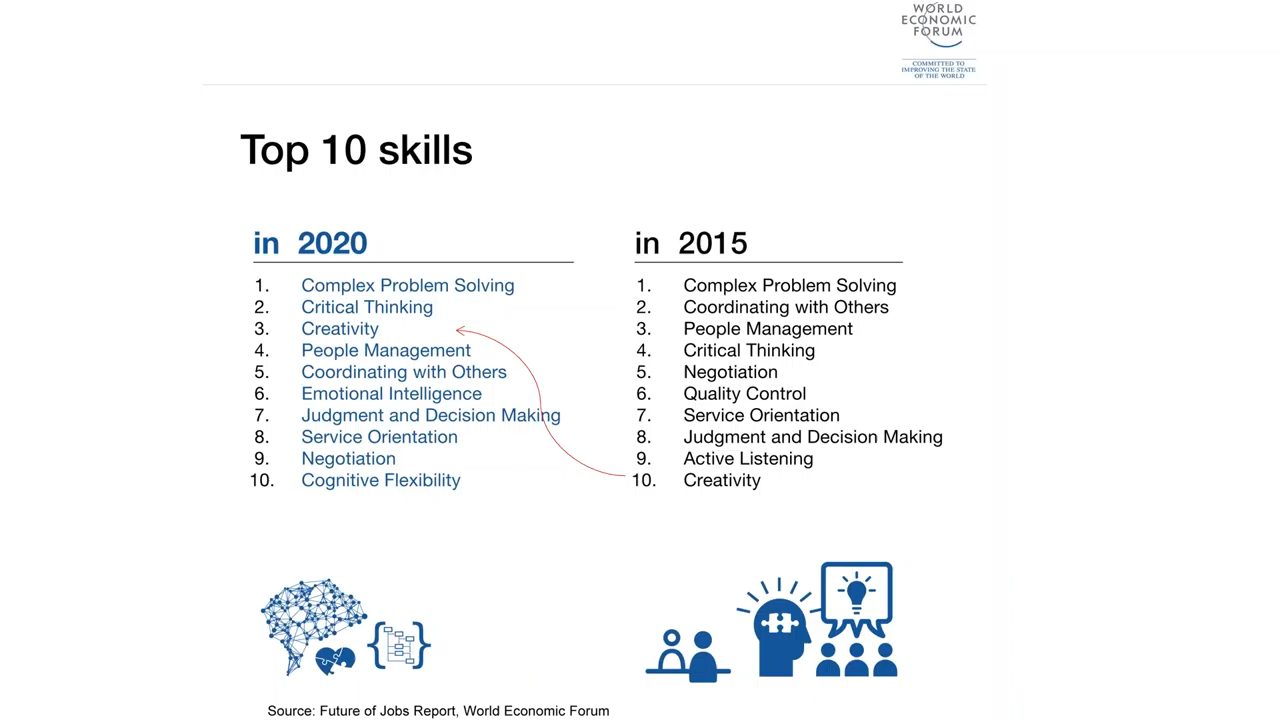 WORLD
ECONOMIC
FORUM
COMMITTED TO
IMPROVING THE STATE
OF THE WORLD
Top 10 skills
in 2020
1. Complex Problem Solving
2. Critical Thinking
3. Creativity
4. People Management
5. Coordinating with Others
6. Emotional Intelligence
7. Judgment and Decision Making
8. Service Orientation
9. Negotiation
10. Cognitive Flexibility
in 2015
1. Complex Problem Solving
2. Coordinating with Others
3. People Management
4. Critical Thinking
5. Negotiation
6. Quality Control
7. Service Orientation
8. Judgment and Decision Making
9. Active Listening
10. Creativity
Source: Future of Jobs Report, World Economic Forum